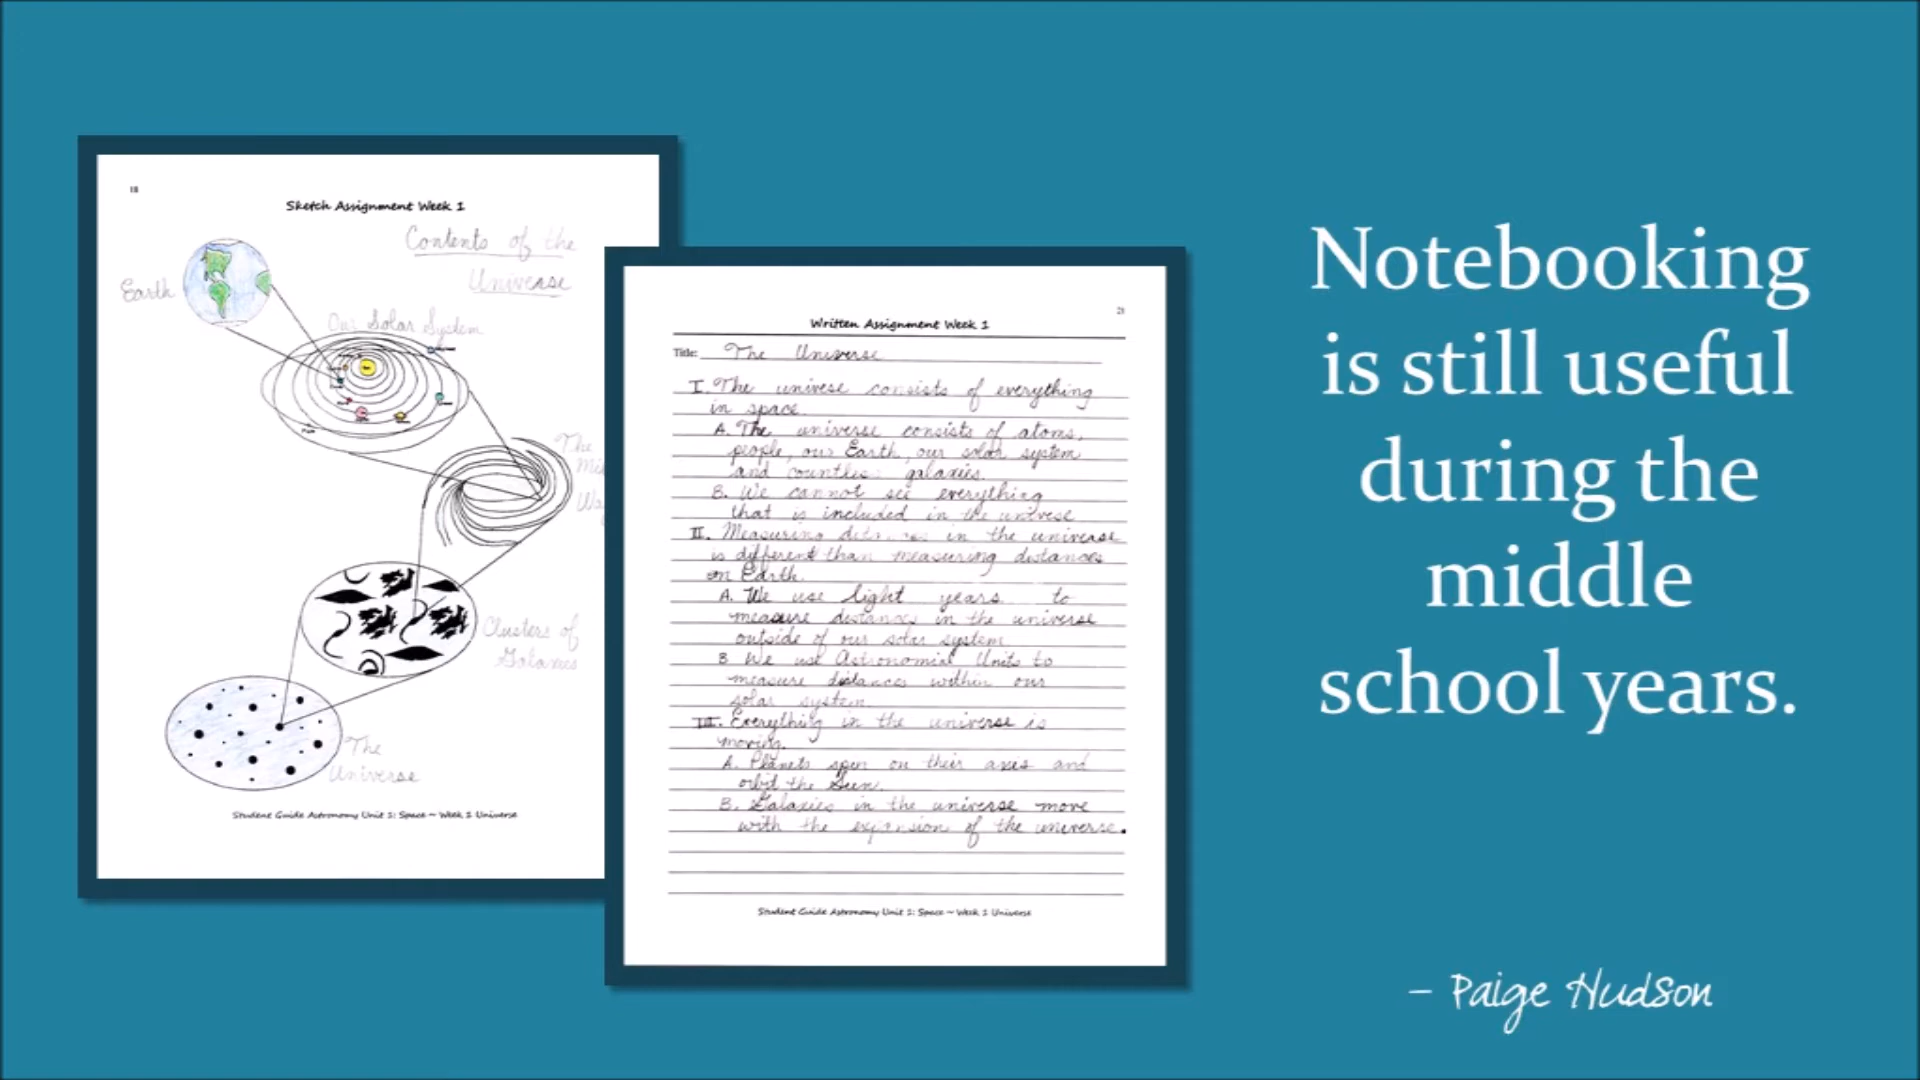 18
Sketch Assignment Week 1
Contents of the
Universe
Earth
Our Solar System
The
Way
Clusters of
Galaxies
The
Universe
Student Guide Astronomy Unit 1: Space ~ Week 1 Universe
21
Written Assignment Week 1
Title: The Universe
I. The univese consists of everything
in space.
A. The universe consists of atoms,
people, our Earth, our solar system
and countless galaxies.
B. We cannot see everything
that is included in the universe
II. Measuring in the universe
is different than measuring distances
on Earth.
A. We use light years to
measure distances in the universe
outside of our solar system
B. We use Astronomial Units to
measure distances within our
solar system.
III. Everything in the universe is
moving.
A. Planets spin on their axis and
orbit the Sun.
B. Galaxies in the universe move
with the expansion of the universe.
Student Guide Astronomy Unit 1: Space ~ Week 1 Universe
Notebooking
is still useful
during the
middle
school years.
– Paige Hudson